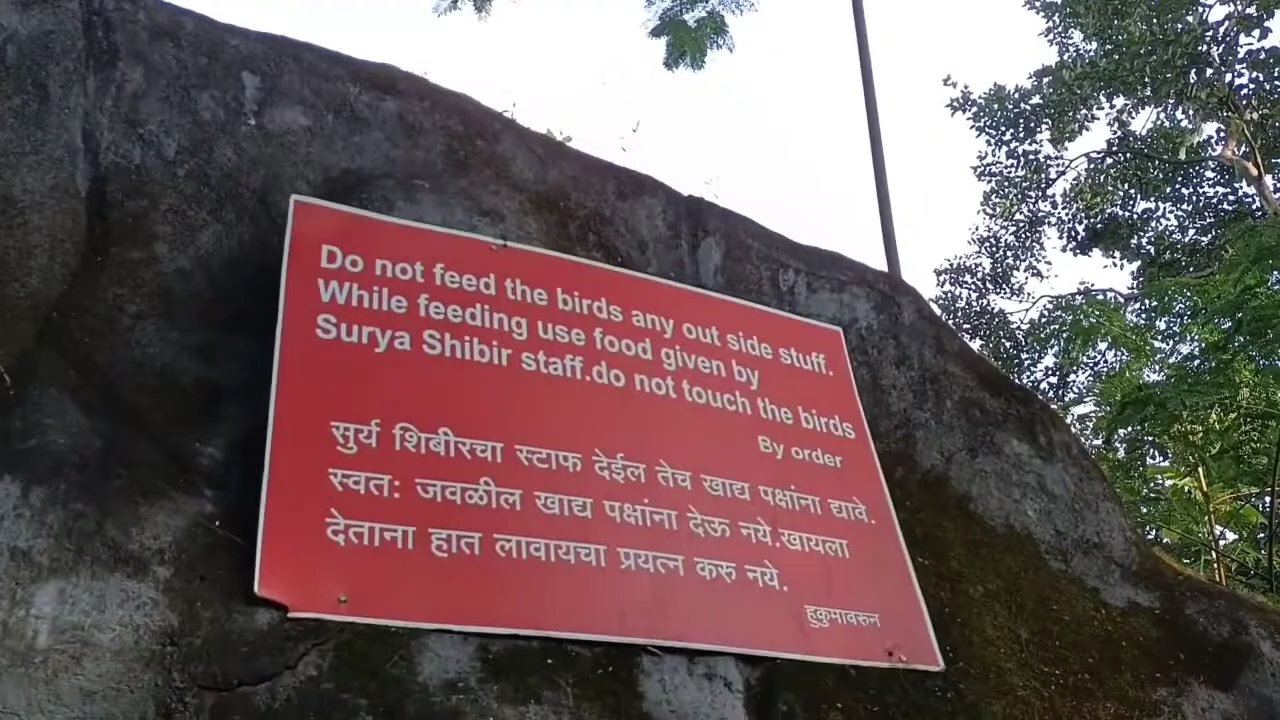 Do not feed the birds any out side stuff.
While feeding use food given by
Surya Shibir staff.do not touch the birds
By order
सुर्य शिबीरचा स्टाफ देईल तेच खाद्य पक्षांना द्यावे.
स्वत: जवळील खाद्य पक्षांना देऊ नये.खायला
देताना हात लावायचा प्रयत्न करु नये.
हुकुमावरुन